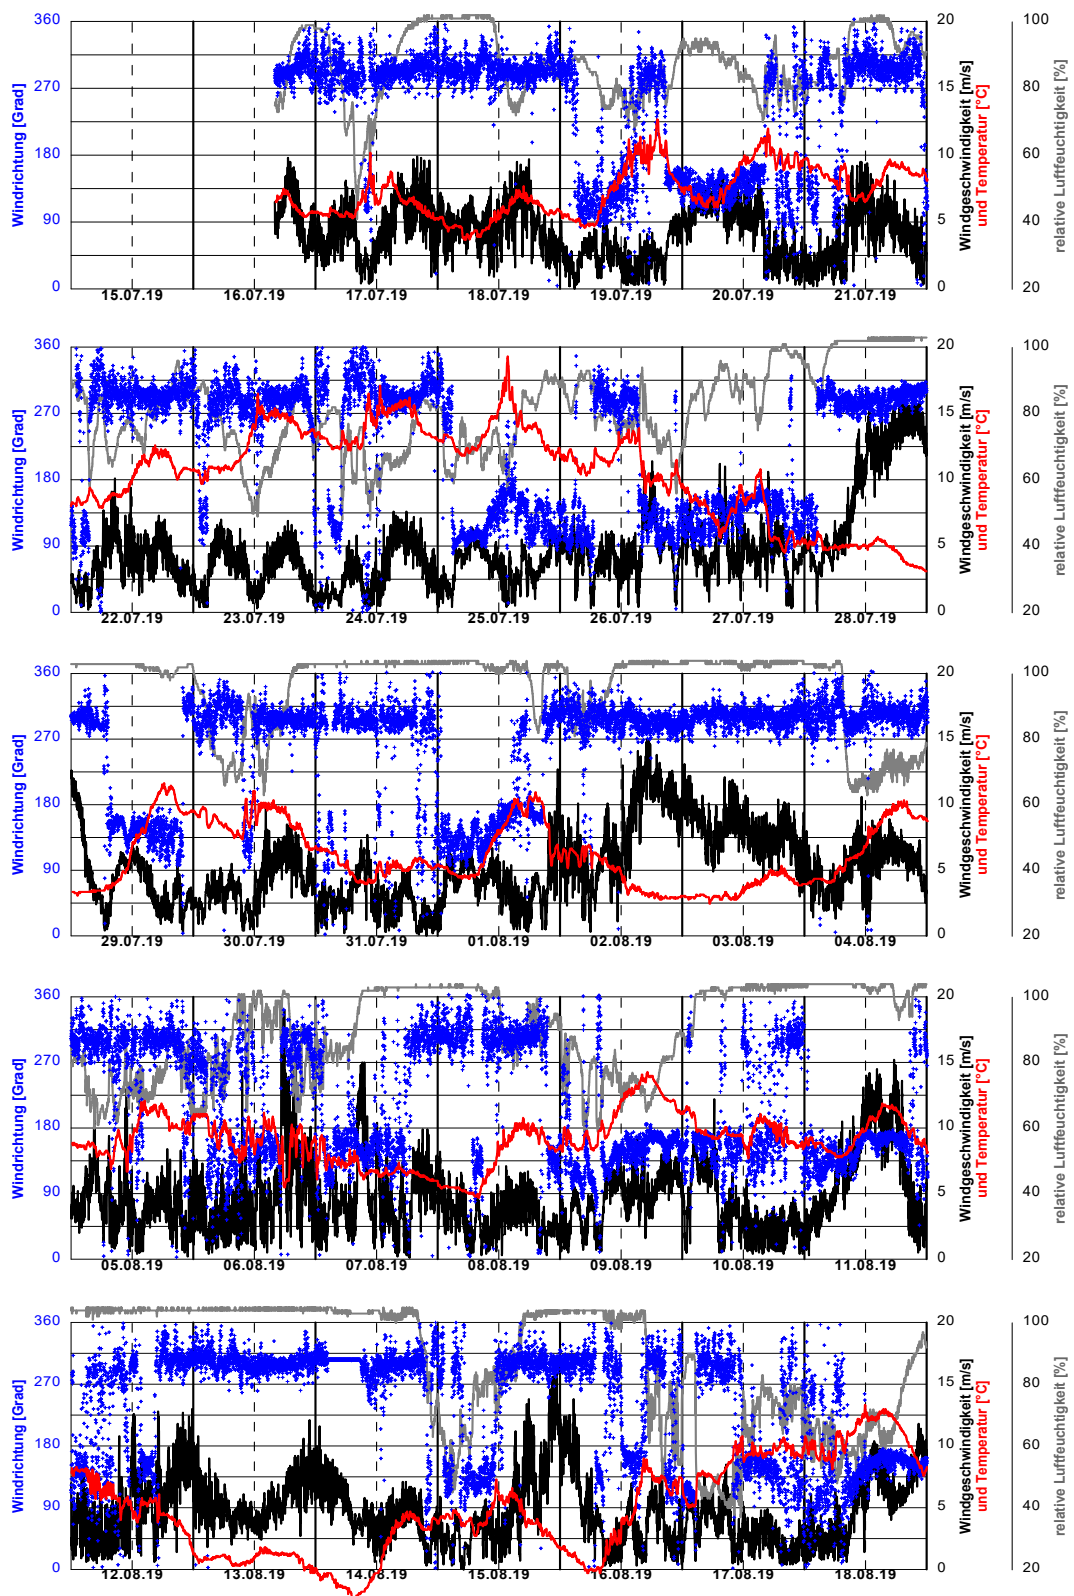 360 270 180 90 0
Windrichtung [Grad]
20 15 10 5 0
Windgeschwindigkeit [m/s]
und Temperatur [°C]
100 80 60 40 20
relative Luftfeuchtigkeit [%]
15.07.19 16.07.19 17.07.19 18.07.19 19.07.19 20.07.19 21.07.19
360 270 180 90 0
Windrichtung [Grad]
20 15 10 5 0
Windgeschwindigkeit [m/s]
und Temperatur [°C]
100 80 60 40 20
relative Luftfeuchtigkeit [%]
22.07.19 23.07.19 24.07.19 25.07.19 26.07.19 27.07.19 28.07.19
360 270 180 90 0
Windrichtung [Grad]
20 15 10 5 0
Windgeschwindigkeit [m/s]
und Temperatur [°C]
100 80 60 40 20
relative Luftfeuchtigkeit [%]
29.07.19 30.07.19 31.07.19 01.08.19 02.08.19 03.08.19 04.08.19
360 270 180 90 0
Windrichtung [Grad]
20 15 10 5 0
Windgeschwindigkeit [m/s]
und Temperatur [°C]
100 80 60 40 20
relative Luftfeuchtigkeit [%]
05.08.19 06.08.19 07.08.19 08.08.19 09.08.19 10.08.19 11.08.19
360 270 180 90 0
Windrichtung [Grad]
20 15 10 5 0
Windgeschwindigkeit [m/s]
und Temperatur [°C]
100 80 60 40 20
relative Luftfeuchtigkeit [%]
12.08.19 13.08.19 14.08.19 15.08.19 16.08.19 17.08.19 18.08.19